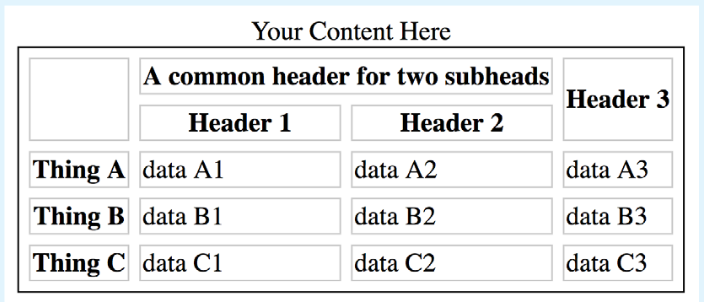 Your Content Here
A common header for two subheads
Header 3
Header 1 Header 2
Thing A data A1 data A2 data A3
Thing B data B1 data B2 data B3
Thing C data C1 data C2 data C3